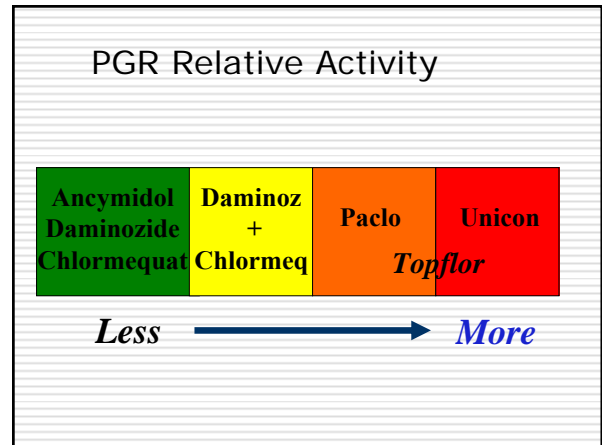 PGR Relative Activity
Ancymidol
Daminozide
Chlormequat
Daminoz
+
Chlormeq
Paclo
Unicon
Topflor
Less
More